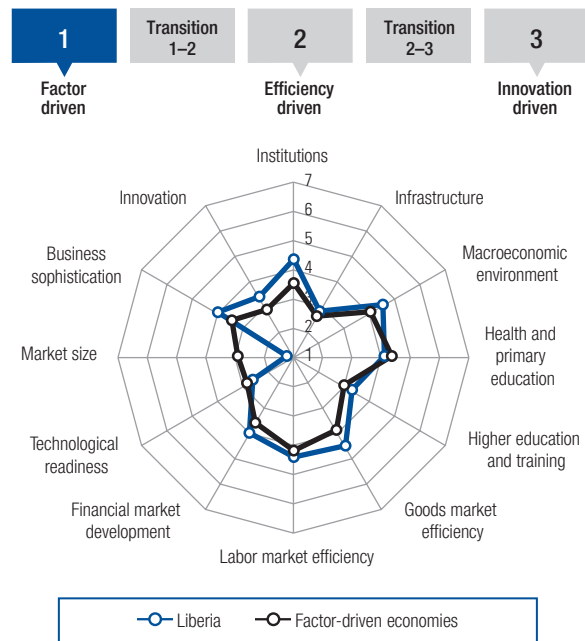 1
Transition
1–2
2
Transition
2–3
3
Factor
driven
Efficiency
driven
Innovation
driven
Institutions
Innovation
7
Infrastructure
6
Business
sophistication
5
Macroeconomic
environment
4
3
2
Market size
1
Health and
primary
education
Technological
readiness
Higher education
and training
Financial market
development
Goods market
efficiency
Labor market efficiency
Liberia
Factor-driven economies